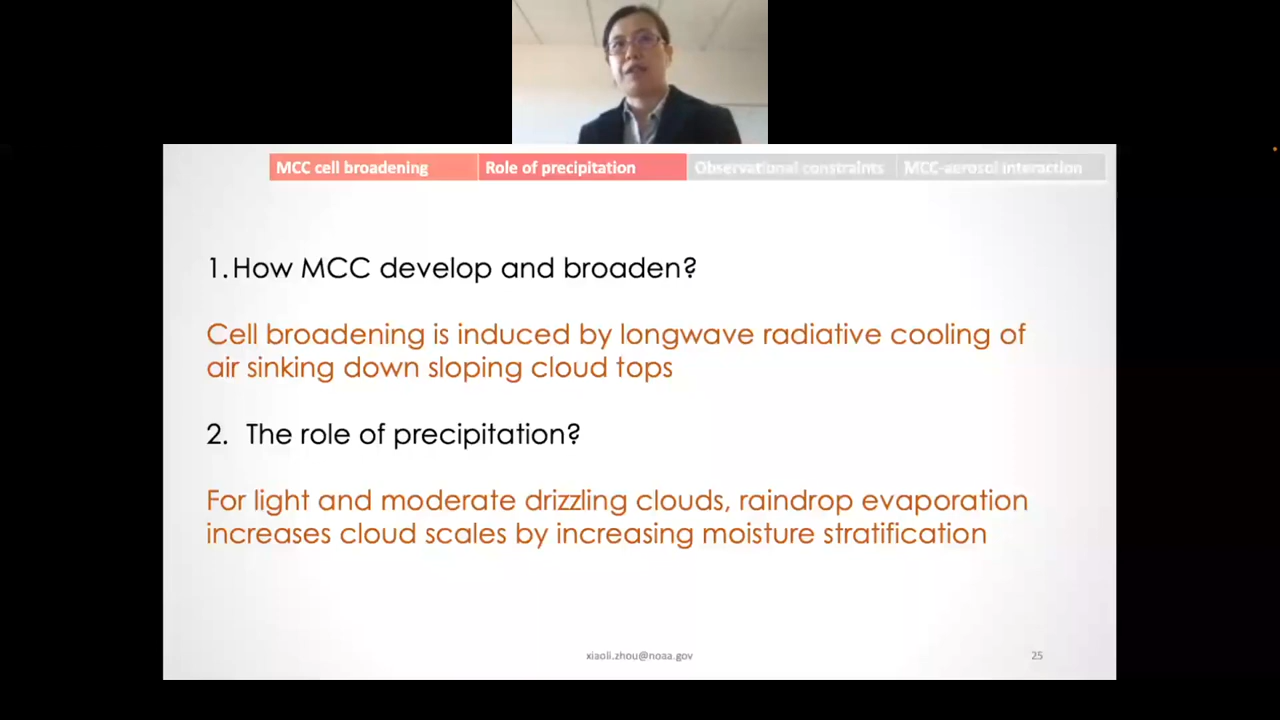 MCC cell broadening
Role of precipitation
Observational constraints
MCC-aerosol interaction
1. How MCC develop and broaden?
Cell broadening is induced by longwave radiative cooling of
air sinking down sloping cloud tops
2. The role of precipitation?
For light and moderate drizzling clouds, raindrop evaporation
increases cloud scales by increasing moisture stratification
xiaoli.zhou@noaa.gov
25